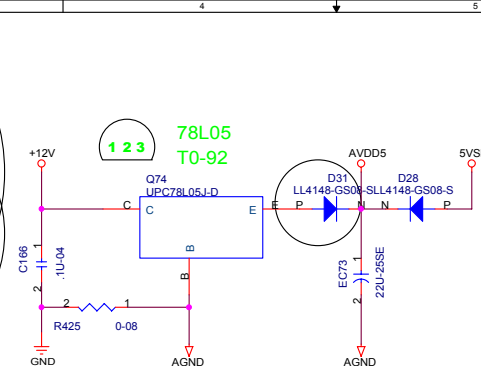 4
5
1 2 3
78L05
T0-92
+12V
AVDD5
5VS
Q74
UPC78L05J-D
D31
D28
LL4148-GS08-SLL4148-GS08-S
C
C
E
E
P
N
N
P
B
B
C166
.1U-04
1
2
EC73
22U-25SE
1
2
2
1
R425
0-08
GND
AGND
AGND